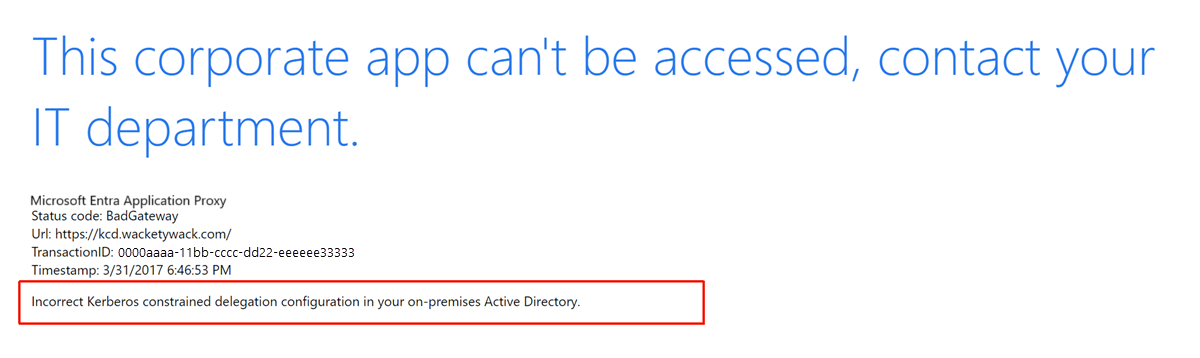 This corporate app can't be accessed, contact your
IT department.
Microsoft Entra Application Proxy
Status code: BadGateway
Url: https://kcd.wacketywack.com/
TransactionID: 0000aaaa-11bb-cccc-dd22-eeeeee33333
Timestamp: 3/31/2017 6:46:53 PM
Incorrect Kerberos constrained delegation configuration in your on-premises Active Directory.